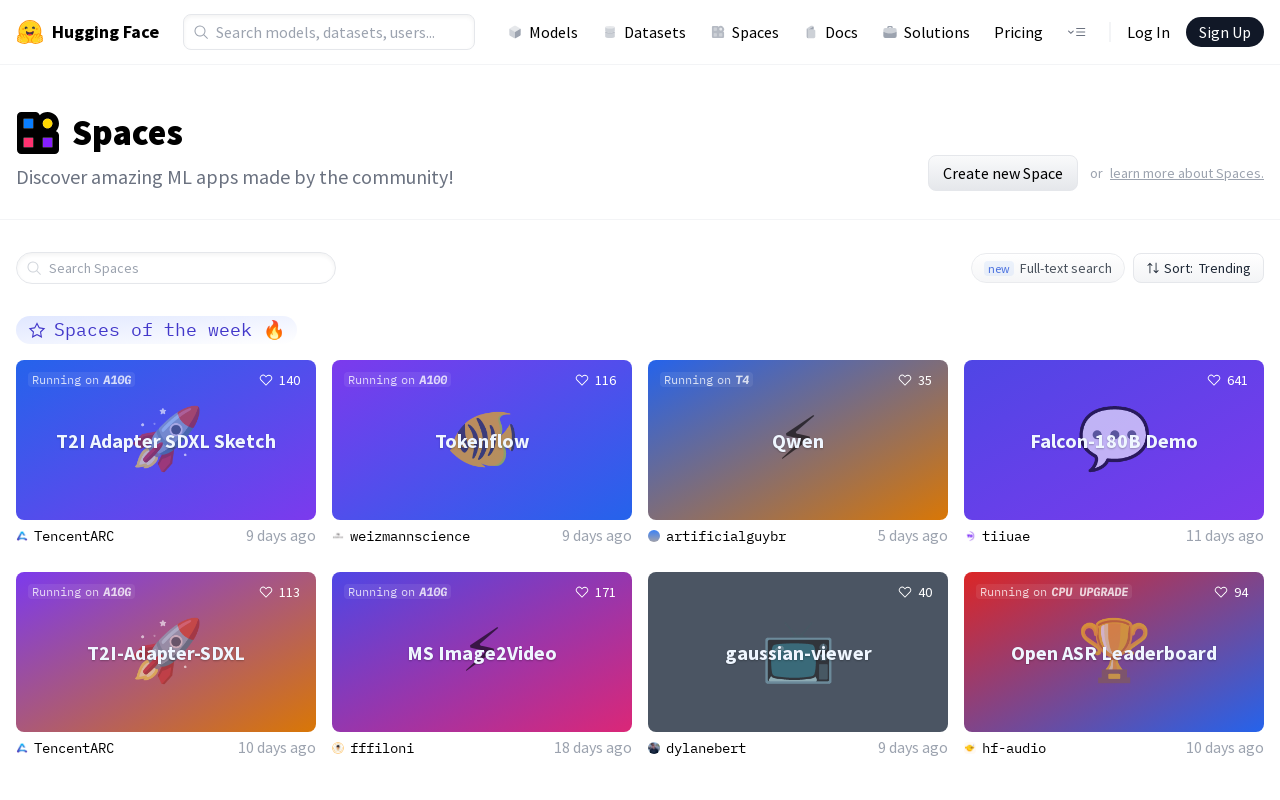 Hugging Face
Search models, datasets, users...
Models
Datasets
Spaces
Docs
Solutions
Pricing
Log In
Sign Up
Spaces
Discover amazing ML apps made by the community!
Create new Space
or learn more about Spaces.
Search Spaces
new Full-text search
Sort: Trending
Spaces of the week 🔥
Running on A10G
140
T2I Adapter SDXL Sketch
TencentARC
9 days ago
Running on A100
116
Tokenflow
weizmannscience
9 days ago
Running on T4
35
Qwen
artificialguybr
5 days ago
641
Falcon-180B Demo
tiiuae
11 days ago
Running on A10G
113
T2I-Adapter-SDXL
TencentARC
10 days ago
Running on A10G
171
MS Image2Video
fffiloni
18 days ago
40
gaussian-viewer
dylanebert
9 days ago
Running on CPU UPGRADE
94
Open ASR Leaderboard
hf-audio
10 days ago